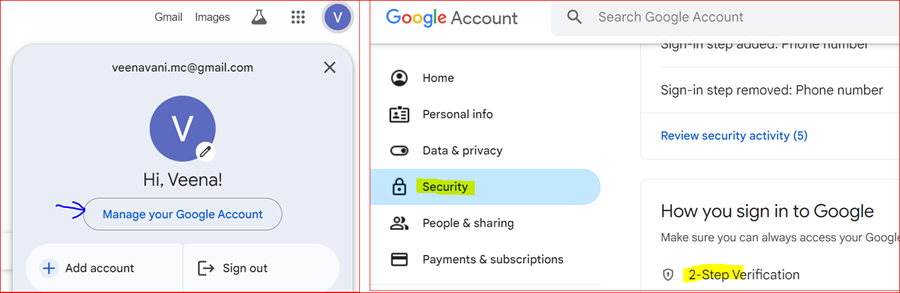 Gmail Images V
veenavani.mc@gmail.com
V
Hi, Veena!
Manage your Google Account
Add account
Sign out
Google Account
Search Google Account
Home
Personal info
Data & privacy
Security
People & sharing
Payments & subscriptions
Sign-in step added: Phone number
Sign-in step removed: Phone number
Review security activity (5)
How you sign in to Google
Make sure you can always access your Google
2-Step Verification